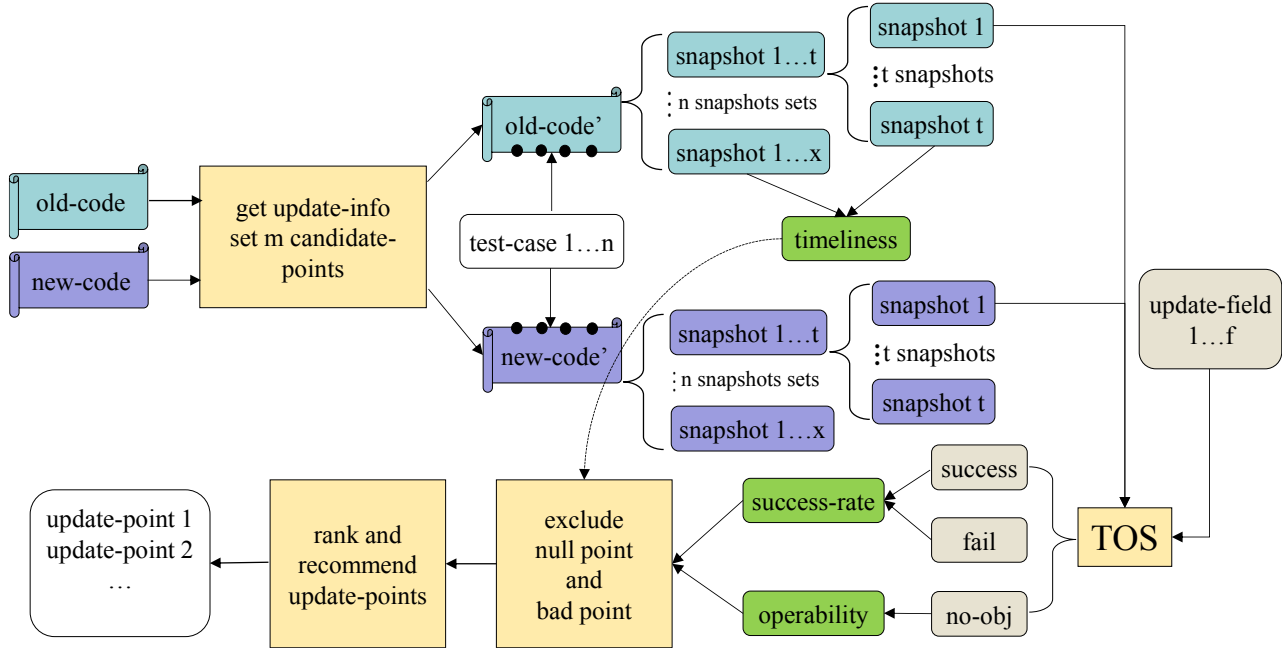 old-code
new-code
get update-info
set m candidate-
points
old-code’
test-case 1…n
new-code’
snapshot 1…t
⋮ n snapshots sets
snapshot 1…x
snapshot 1
⋮t snapshots
snapshot t
timeliness
snapshot 1…t
⋮n snapshots sets
snapshot 1…x
snapshot 1
⋮t snapshots
snapshot t
update-field
1…f
TOS
success
fail
no-obj
success-rate
operability
exclude
null point
and
bad point
rank and
recommend
update-points
update-point 1
update-point 2
…